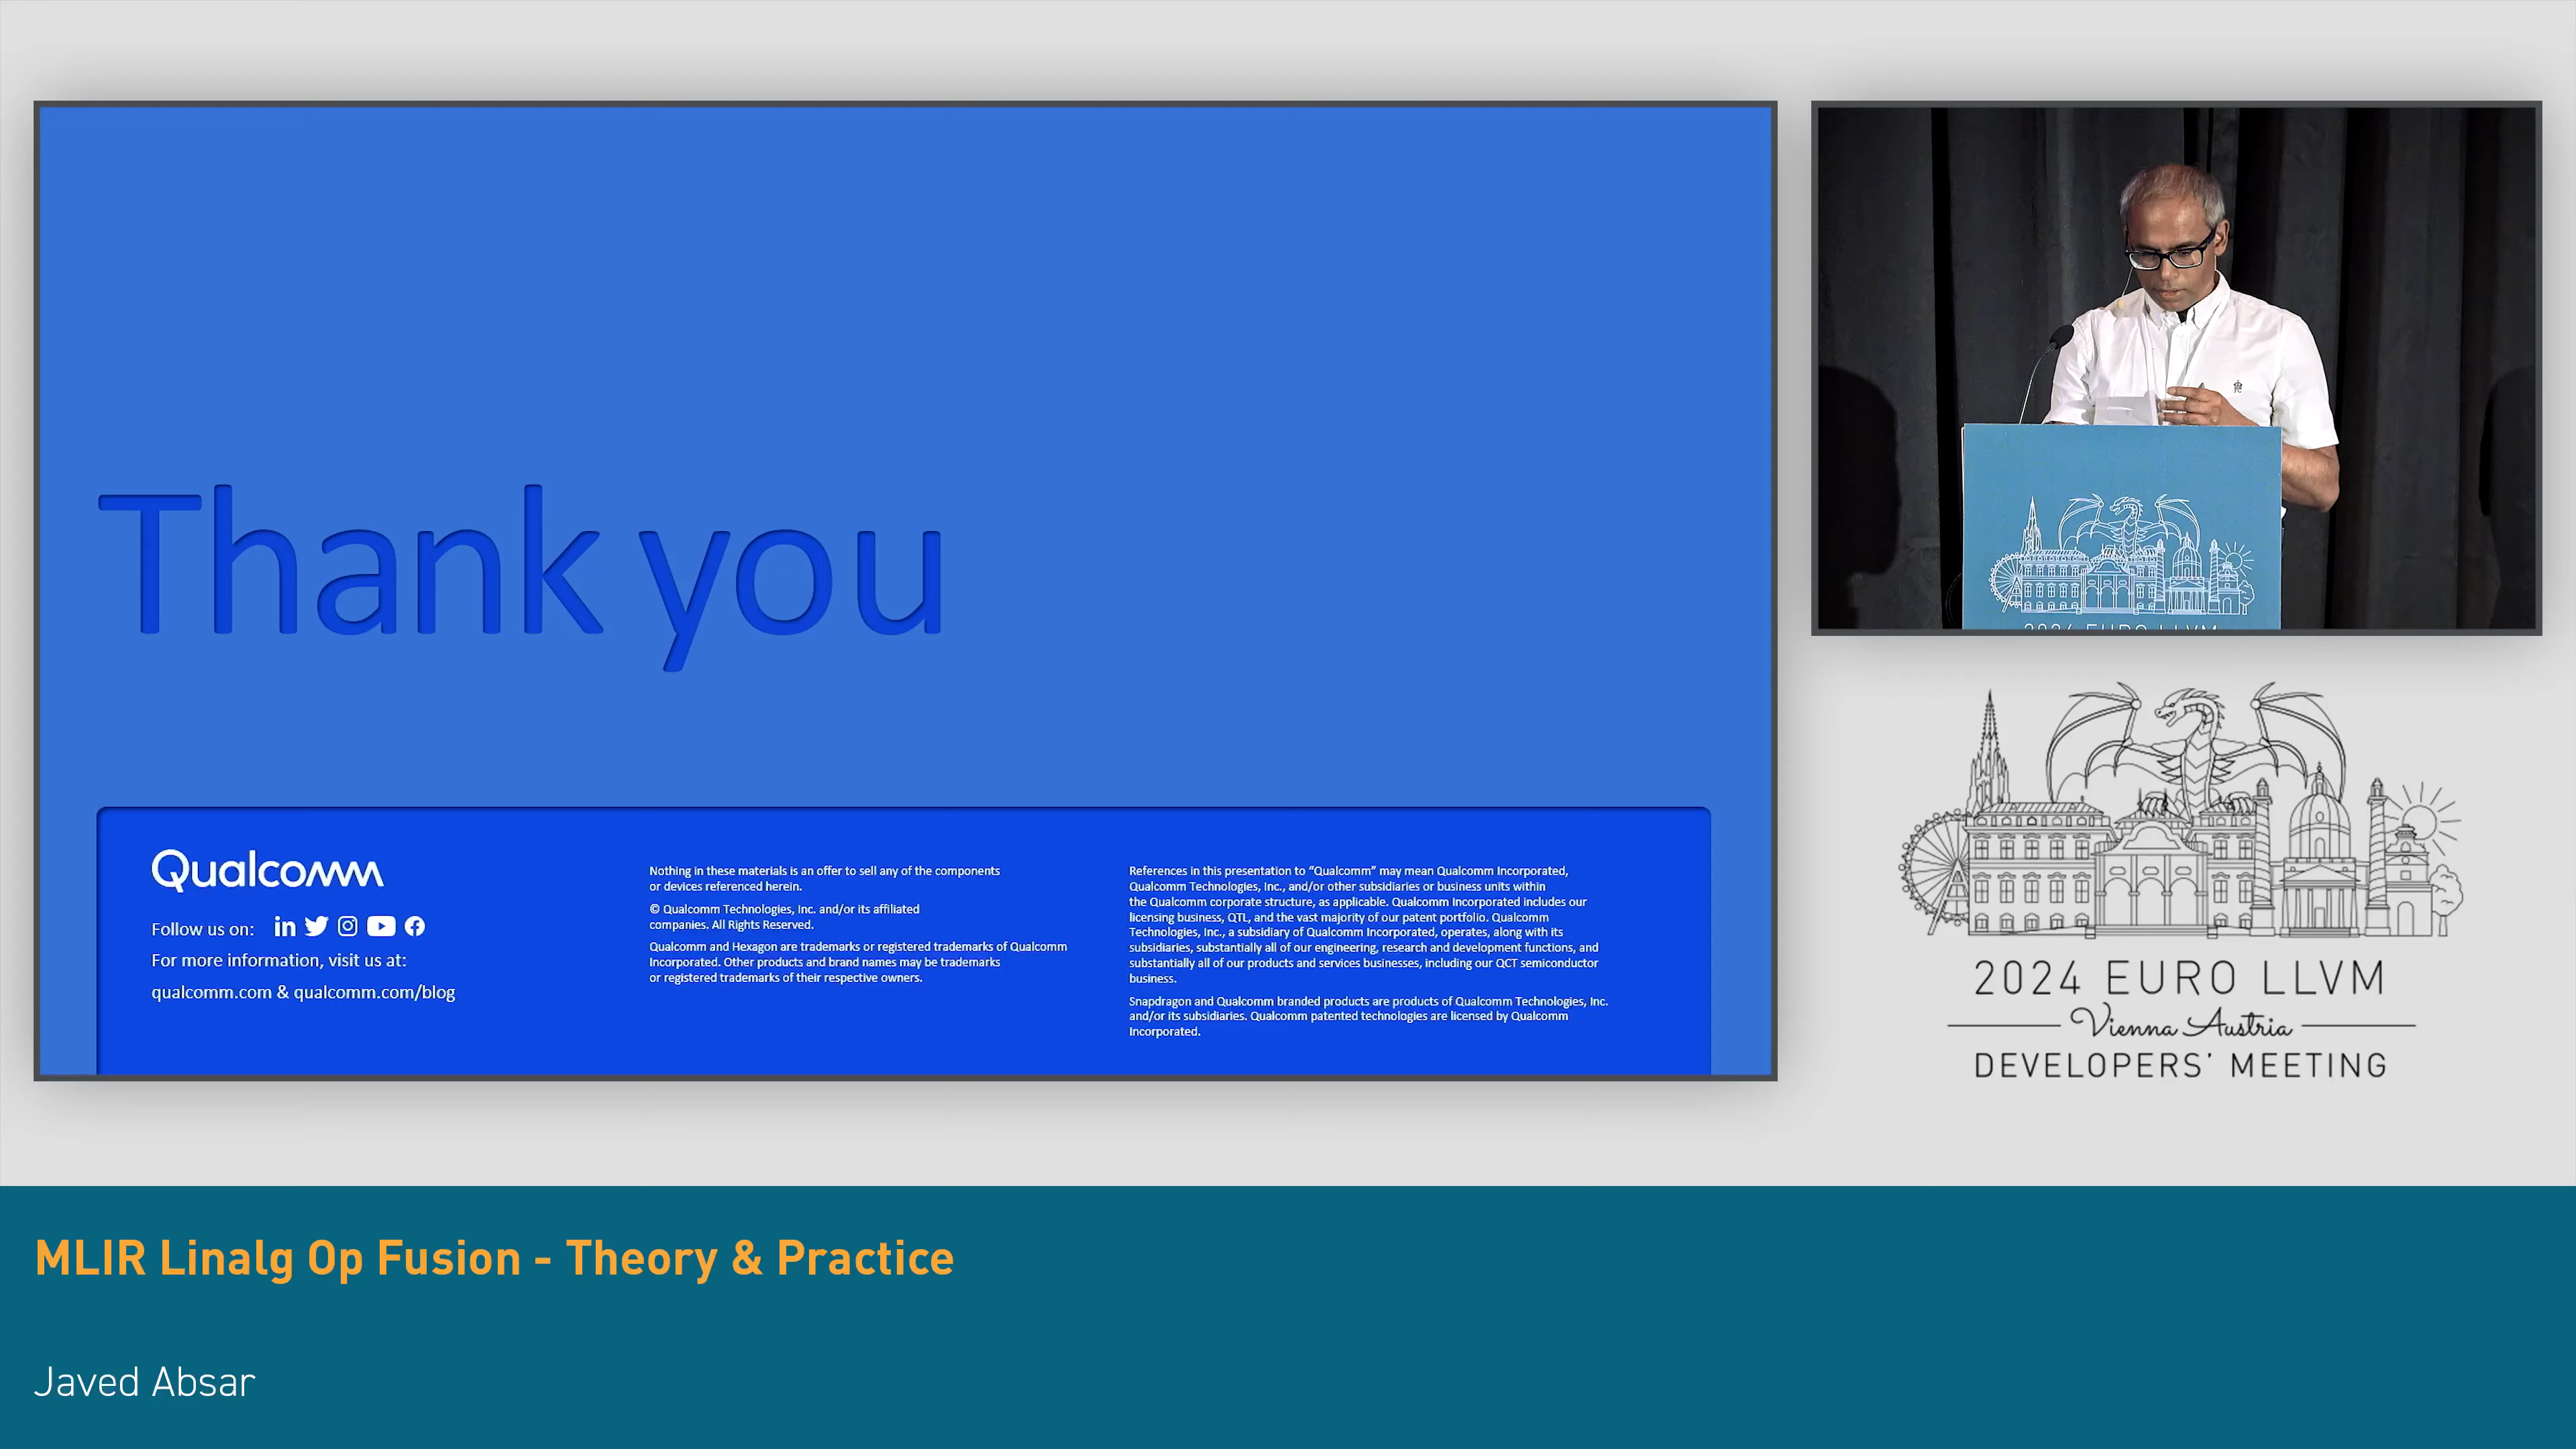 Thank you
Qualcomm
Follow us on:
For more information, visit us at:
qualcomm.com & qualcomm.com/blog
Nothing in these materials is an offer to sell any of the components
or devices referenced herein.
© Qualcomm Technologies, Inc. and/or its affiliated
companies. All Rights Reserved.
Qualcomm and Hexagon are trademarks or registered trademarks of Qualcomm
Incorporated. Other products and brand names may be trademarks
or registered trademarks of their respective owners.
References in this presentation to “Qualcomm” may mean Qualcomm Incorporated,
Qualcomm Technologies, Inc., and/or other subsidiaries or business units within
the Qualcomm corporate structure, as applicable. Qualcomm Incorporated includes our
licensing business, QTL, and the vast majority of our patent portfolio. Qualcomm
Technologies, Inc., a subsidiary of Qualcomm Incorporated, operates, along with its
subsidiaries, substantially all of our engineering, research and development functions, and
substantially all of our products and services businesses, including our QCT semiconductor
business.
Snapdragon and Qualcomm branded products are products of Qualcomm Technologies, Inc.
and/or its subsidiaries. Qualcomm patented technologies are licensed by Qualcomm
Incorporated.
2024 EURO LLVM
2024 EURO LLVM
Vienna Austria
DEVELOPERS’ MEETING
MLIR Linalg Op Fusion - Theory & Practice
Javed Absar